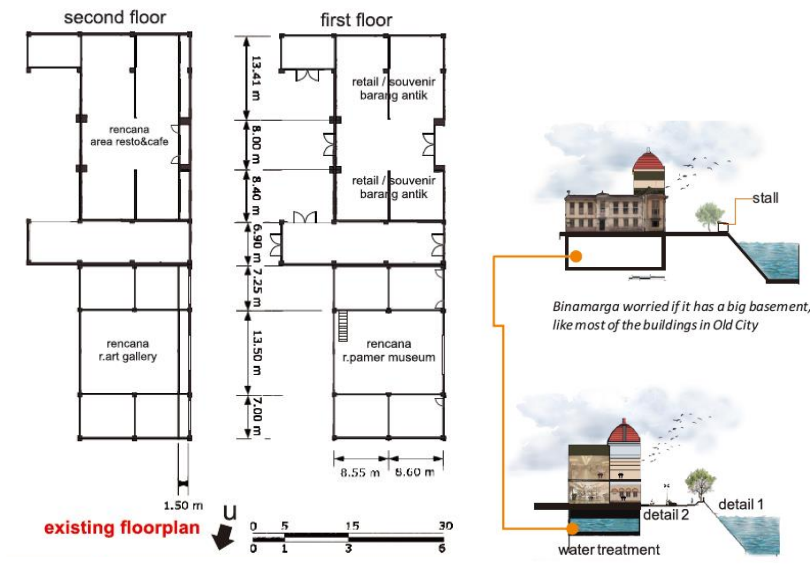 second floor
first floor
rencana
area resto&cafe
rencana
r.art gallery
1.50 m
existing floorplan
u
13.41 m
8.00 m
8.40 m
6.90 m
7.25 m
13.50 m
7.00 m
retail / souvenir
barang antik
retail / souvenir
barang antik
rencana
r.pamer museum
8.55 m
8.60 m
0 5 15 30
0 1 3 6
stall
Binamarga worried if it has a big basement,
like most of the buildings in Old City
detail 1
detail 2
water treatment